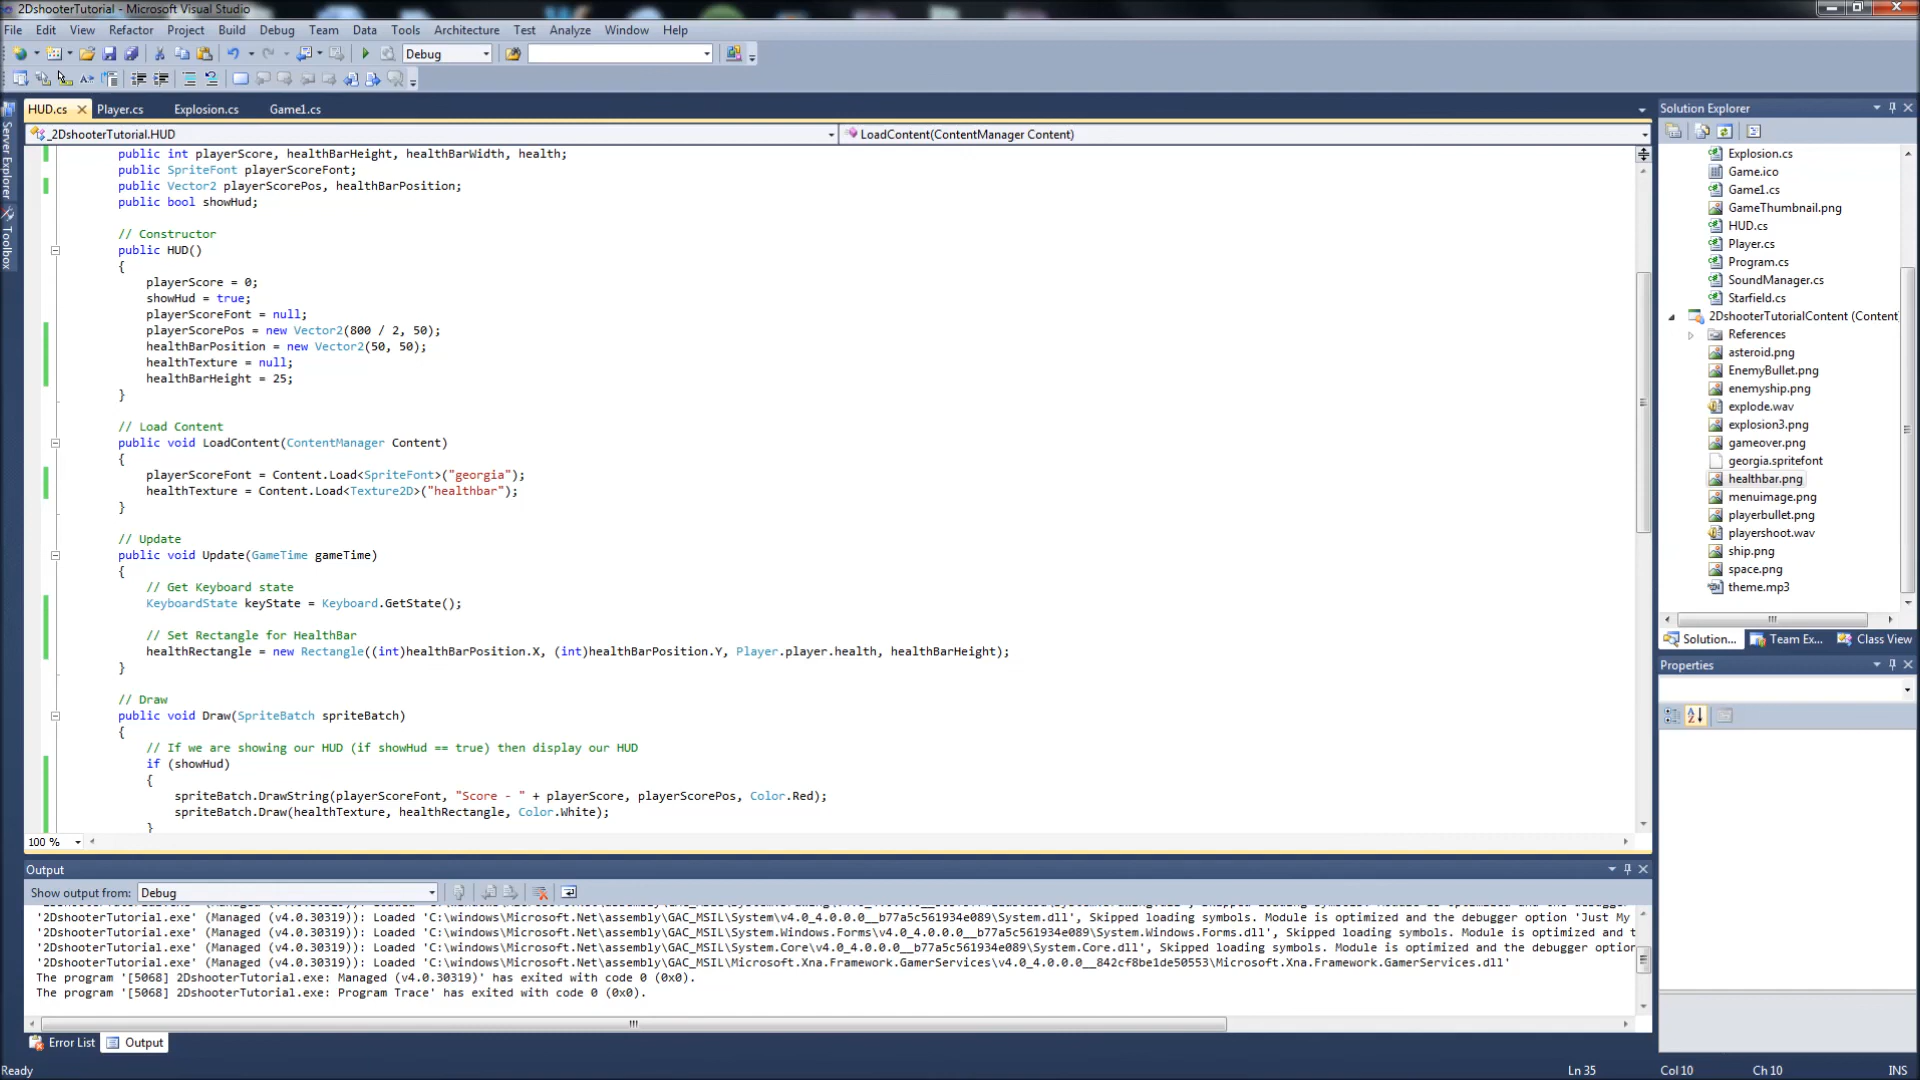 2DshooterTutorial - Microsoft Visual Studio
File Edit View Refactor Project Build Debug Team Data Tools Architecture Test Analyze Window Help
Debug
HUD.cs Player.cs Explosion.cs Game1.cs
_2DshooterTutorial.HUD LoadContent(ContentManager Content)
Server Explorer
Toolbox
public int playerScore, healthBarHeight, healthBarWidth, health;
public SpriteFont playerScoreFont;
public Vector2 playerScorePos, healthBarPosition;
public bool showHud;
// Constructor
public HUD()
{
playerScore = 0;
showHud = true;
playerScoreFont = null;
playerScorePos = new Vector2(800 / 2, 50);
healthBarPosition = new Vector2(50, 50);
healthTexture = null;
healthBarHeight = 25;
}
// Load Content
public void LoadContent(ContentManager Content)
{
playerScoreFont = Content.Load<SpriteFont>("georgia");
healthTexture = Content.Load<Texture2D>("healthbar");
}
// Update
public void Update(GameTime gameTime)
{
// Get Keyboard state
KeyboardState keyState = Keyboard.GetState();
// Set Rectangle for HealthBar
healthRectangle = new Rectangle((int)healthBarPosition.X, (int)healthBarPosition.Y, Player.player.health, healthBarHeight);
}
// Draw
public void Draw(SpriteBatch spriteBatch)
{
// If we are showing our HUD (if showHud == true) then display our HUD
if (showHud)
{
spriteBatch.DrawString(playerScoreFont, "Score - " + playerScore, playerScorePos, Color.Red);
spriteBatch.Draw(healthTexture, healthRectangle, Color.White);
}
100 %
Solution Explorer
Explosion.cs
Game.ico
Game1.cs
GameThumbnail.png
HUD.cs
Player.cs
Program.cs
SoundManager.cs
Starfield.cs
2DshooterTutorialContent (Content)
References
asteroid.png
EnemyBullet.png
enemyship.png
explode.wav
explosion3.png
gameover.png
georgia.spritefont
healthbar.png
menuimage.png
playerbullet.png
playershoot.wav
ship.png
space.png
theme.mp3
Solution... Team Ex... Class View
Properties
Output
Show output from: Debug
'2DshooterTutorial.exe' (Managed (v4.0.30319)): Loaded 'C:\windows\Microsoft.Net\assembly\GAC_MSIL\System\v4.0_4.0.0.0__b77a5c561934e089\System.dll', Skipped loading symbols. Module is optimized and the debugger option 'Just My
'2DshooterTutorial.exe' (Managed (v4.0.30319)): Loaded 'C:\windows\Microsoft.Net\assembly\GAC_MSIL\System.Windows.Forms\v4.0_4.0.0.0__b77a5c561934e089\System.Windows.Forms.dll', Skipped loading symbols. Module is optimized and t
'2DshooterTutorial.exe' (Managed (v4.0.30319)): Loaded 'C:\windows\Microsoft.Net\assembly\GAC_MSIL\System.Core\v4.0_4.0.0.0__b77a5c561934e089\System.Core.dll', Skipped loading symbols. Module is optimized and the debugger option
'2DshooterTutorial.exe' (Managed (v4.0.30319)): Loaded 'C:\windows\Microsoft.Net\assembly\GAC_MSIL\Microsoft.Xna.Framework.GamerServices\v4.0_4.0.0.0__842cf8be1de50553\Microsoft.Xna.Framework.GamerServices.dll'
The program '[5068] 2DshooterTutorial.exe: Managed (v4.0.30319)' has exited with code 0 (0x0).
The program '[5068] 2DshooterTutorial.exe: Program Trace' has exited with code 0 (0x0).
Error List Output
Ready Ln 35 Col 10 Ch 10 INS